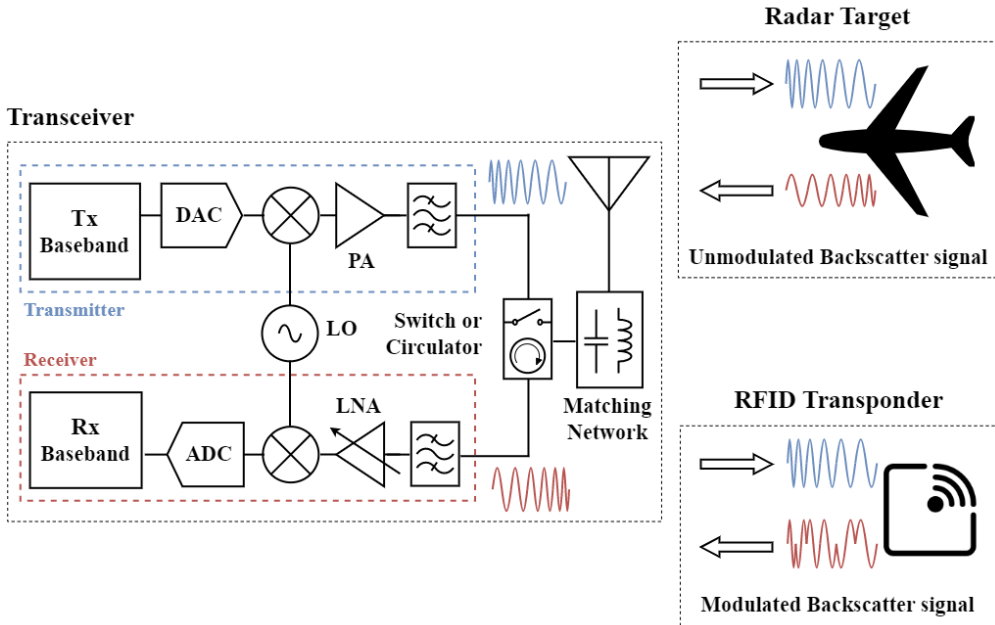 Radar Target
Unmodulated Backscatter signal
Transceiver
Tx
Baseband
DAC
PA
Transmitter
LO
Switch or
Circulator
Matching
Network
Receiver
Rx
Baseband
ADC
LNA
RFID Transponder
Modulated Backscatter signal